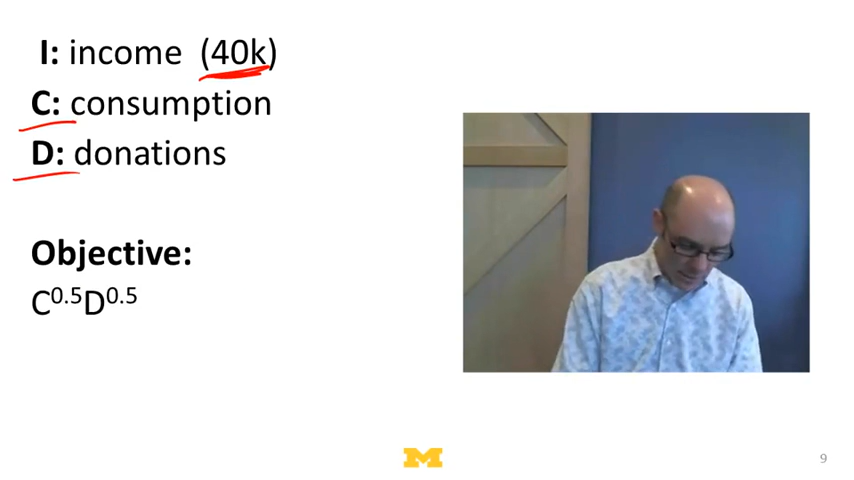 I: income (40k)
C: consumption
D: donations
Objective:
C⁰·⁵D⁰·⁵
M
9